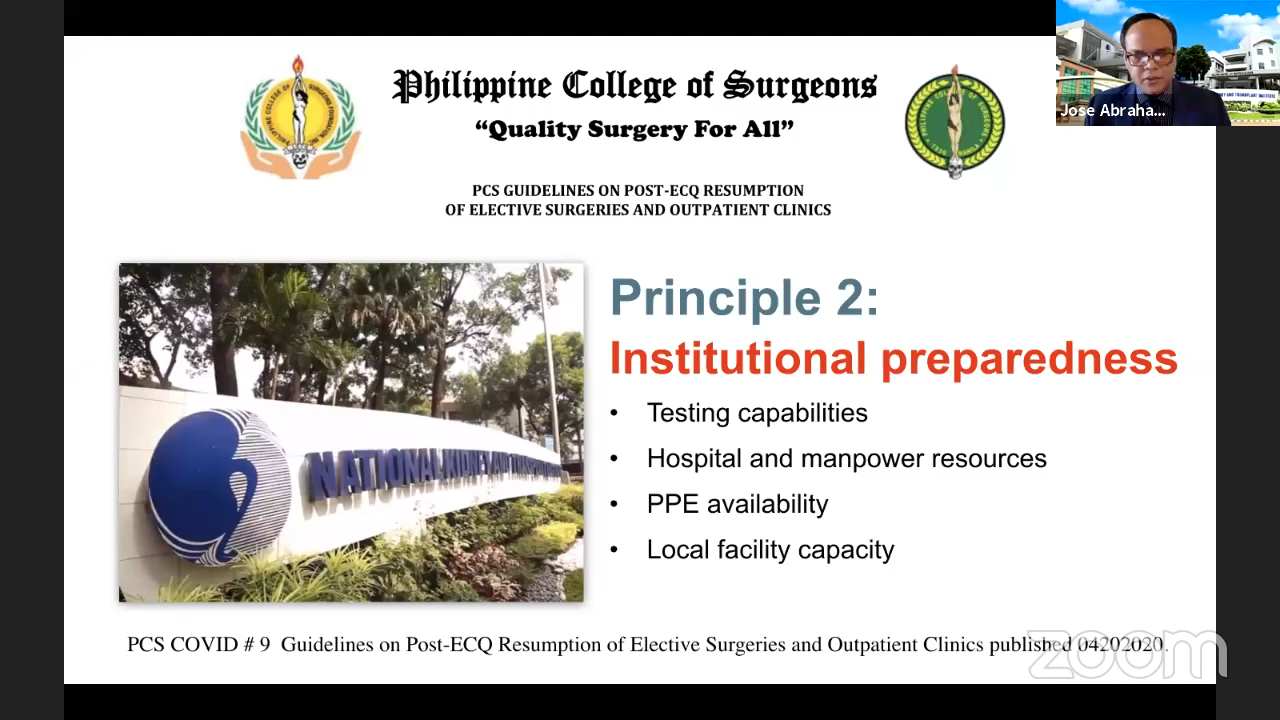 Philippine College of Surgeons
“Quality Surgery For All”
PCS GUIDELINES ON POST-ECQ RESUMPTION
OF ELECTIVE SURGERIES AND OUTPATIENT CLINICS
Jose Abraha...
Principle 2:
Institutional preparedness
• Testing capabilities
• Hospital and manpower resources
• PPE availability
• Local facility capacity
NATIONAL KIDNEY AND
PCS COVID # 9 Guidelines on Post-ECQ Resumption of Elective Surgeries and Outpatient Clinics published 04202020.
zoom